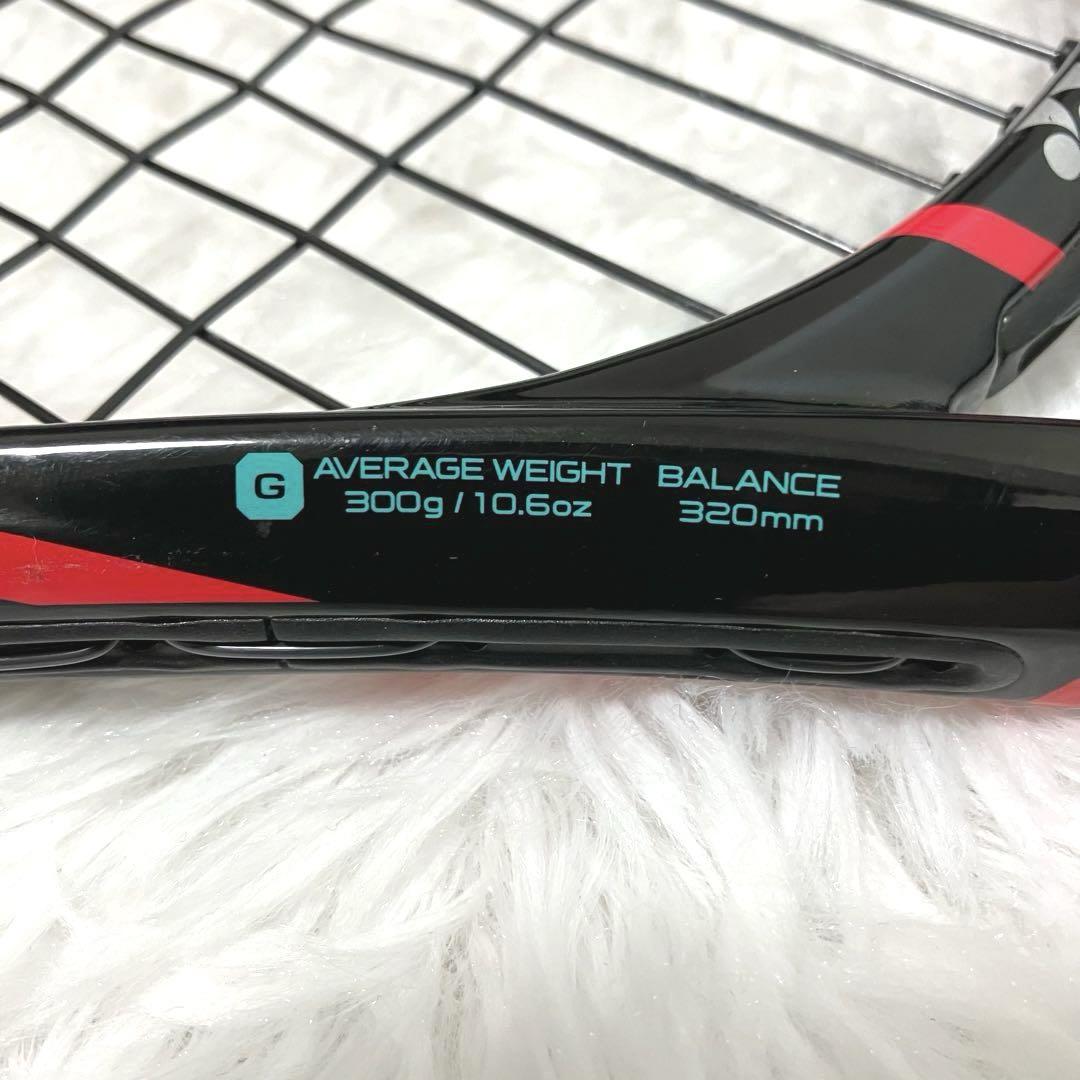 G AVERAGE WEIGHT BALANCE
300g / 10.6oz 320mm